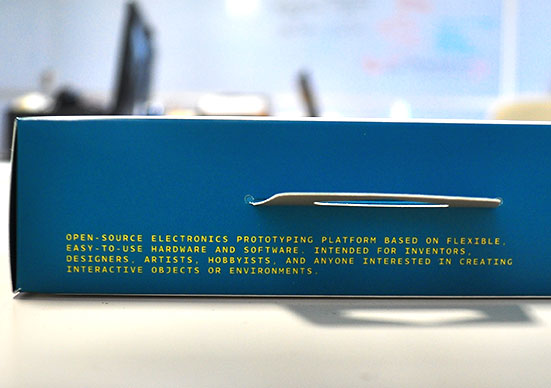 OPEN-SOURCE ELECTRONICS PROTOTYPING PLATFORM BASED ON FLEXIBLE,
EASY-TO-USE HARDWARE AND SOFTWARE. INTENDED FOR INVENTORS,
DESIGNERS, ARTISTS, HOBBYISTS, AND ANYONE INTERESTED IN CREATING
INTERACTIVE OBJECTS OR ENVIRONMENTS.